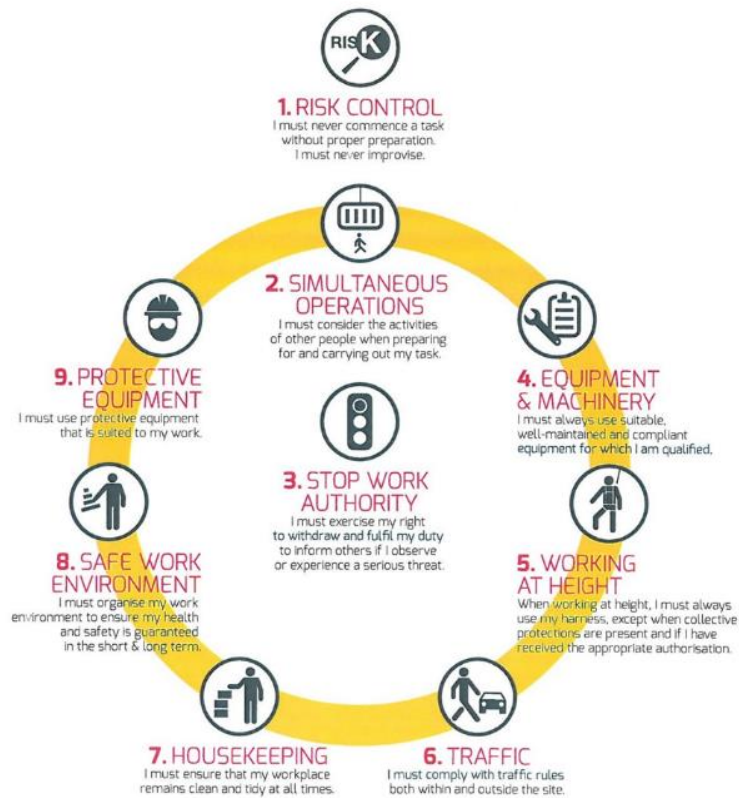 RISK
1. RISK CONTROL
I must never commence a task
without proper preparation.
I must never improvise.
2. SIMULTANEOUS
OPERATIONS
I must consider the activities
of other people when preparing
for and carrying out my task.
3. STOP WORK
AUTHORITY
I must exercise my right
to withdraw and fulfil my duty
to inform others if I observe
or experience a serious threat.
4. EQUIPMENT
& MACHINERY
I must always use suitable,
well-maintained and compliant
equipment for which I am qualified.
5. WORKING
AT HEIGHT
When working at height, I must always
use my harness, except when collective
protections are present and if I have
received the appropriate authorisation.
6. TRAFFIC
I must comply with traffic rules
both within and outside the site.
7. HOUSEKEEPING
I must ensure that my workplace
remains clean and tidy at all times.
8. SAFE WORK
ENVIRONMENT
I must organise my work
environment to ensure my health
and safety is guaranteed
in the short & long term.
9. PROTECTIVE
EQUIPMENT
I must use protective equipment
that is suited to my work.